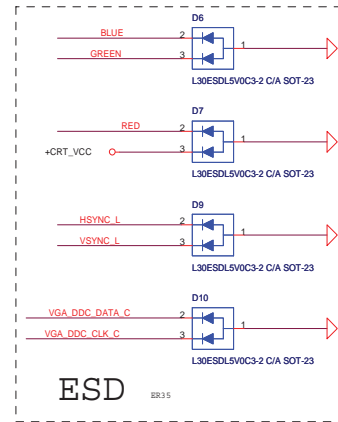 D6
BLUE 2 1
GREEN 3
L30ESDL5V0C3-2 C/A SOT-23
D7
RED 2 1
+CRT_VCC 3
L30ESDL5V0C3-2 C/A SOT-23
D9
HSYNC_L 2 1
VSYNC_L 3
L30ESDL5V0C3-2 C/A SOT-23
D10
VGA_DDC_DATA_C 2 1
VGA_DDC_CLK_C 3
L30ESDL5V0C3-2 C/A SOT-23
ESD ER35